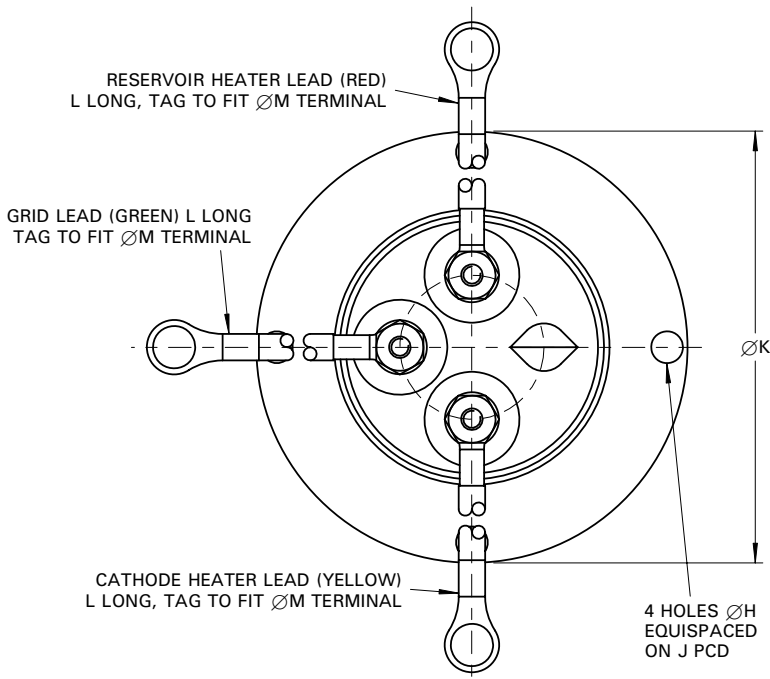 RESERVOIR HEATER LEAD (RED)
L LONG, TAG TO FIT ∅M TERMINAL
GRID LEAD (GREEN) L LONG
TAG TO FIT ∅M TERMINAL
∅K
CATHODE HEATER LEAD (YELLOW)
L LONG, TAG TO FIT ∅M TERMINAL
4 HOLES ∅H
EQUISPACED
ON J PCD